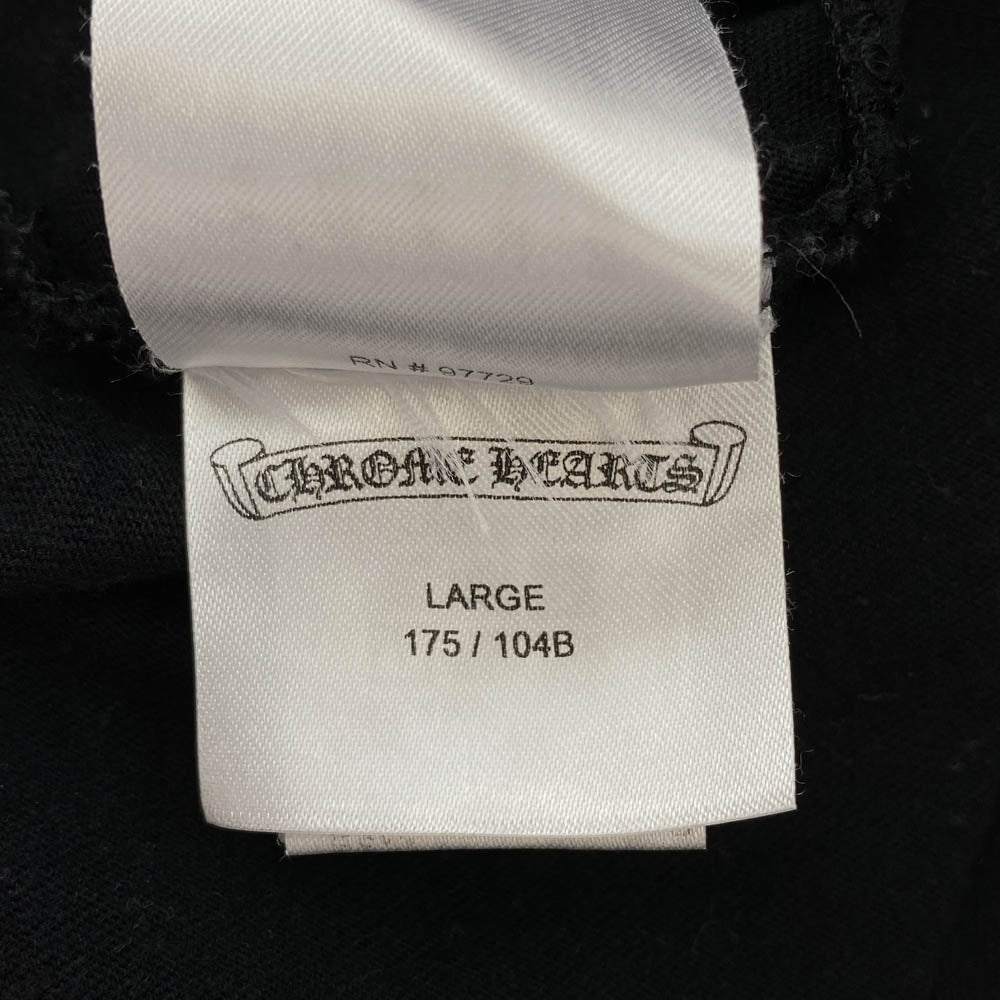 RN # 97729
CHROME HEARTS
LARGE
175 / 104B